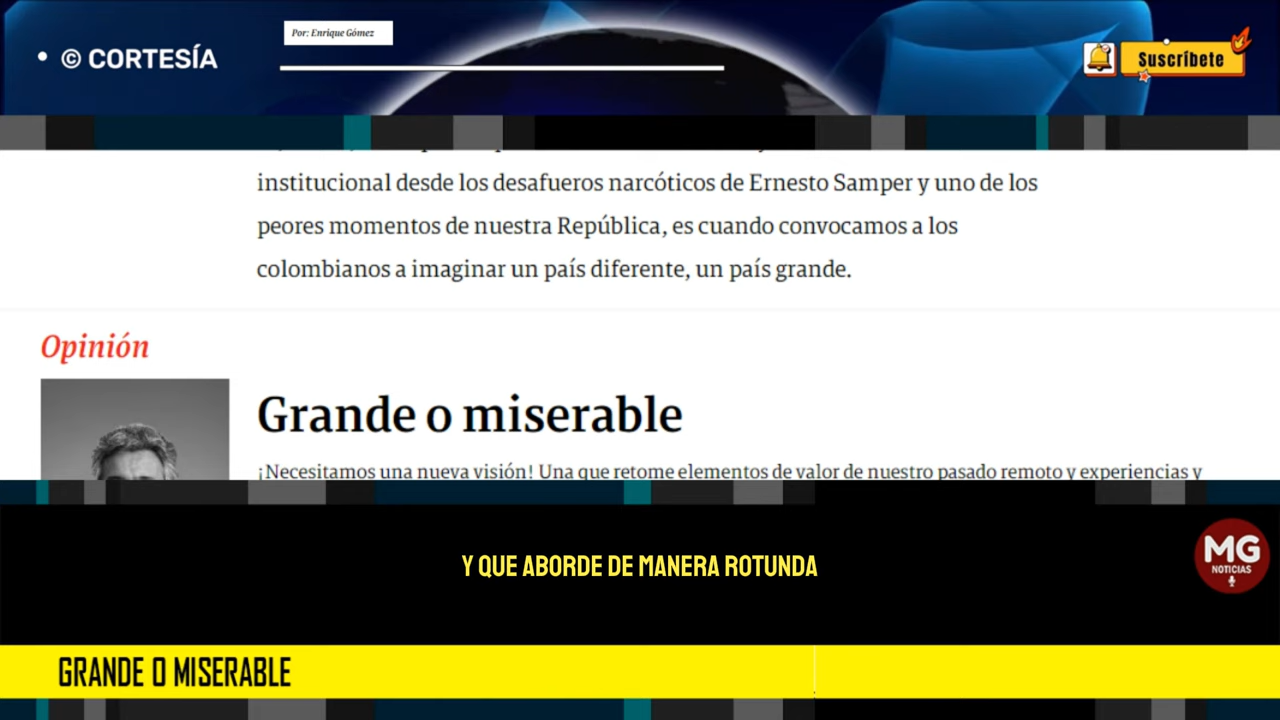 Por: Enrique Gómez
• © CORTESÍA
Suscríbete
institucional desde los desafueros narcóticos de Ernesto Samper y uno de los
peores momentos de nuestra República, es cuando convocamos a los
colombianos a imaginar un país diferente, un país grande.
Opinión
Grande o miserable
¡Necesitamos una nueva visión! Una que retome elementos de valor de nuestro pasado remoto y experiencias y
Y QUE ABORDE DE MANERA ROTUNDA
MG
NOTICIAS
GRANDE O MISERABLE